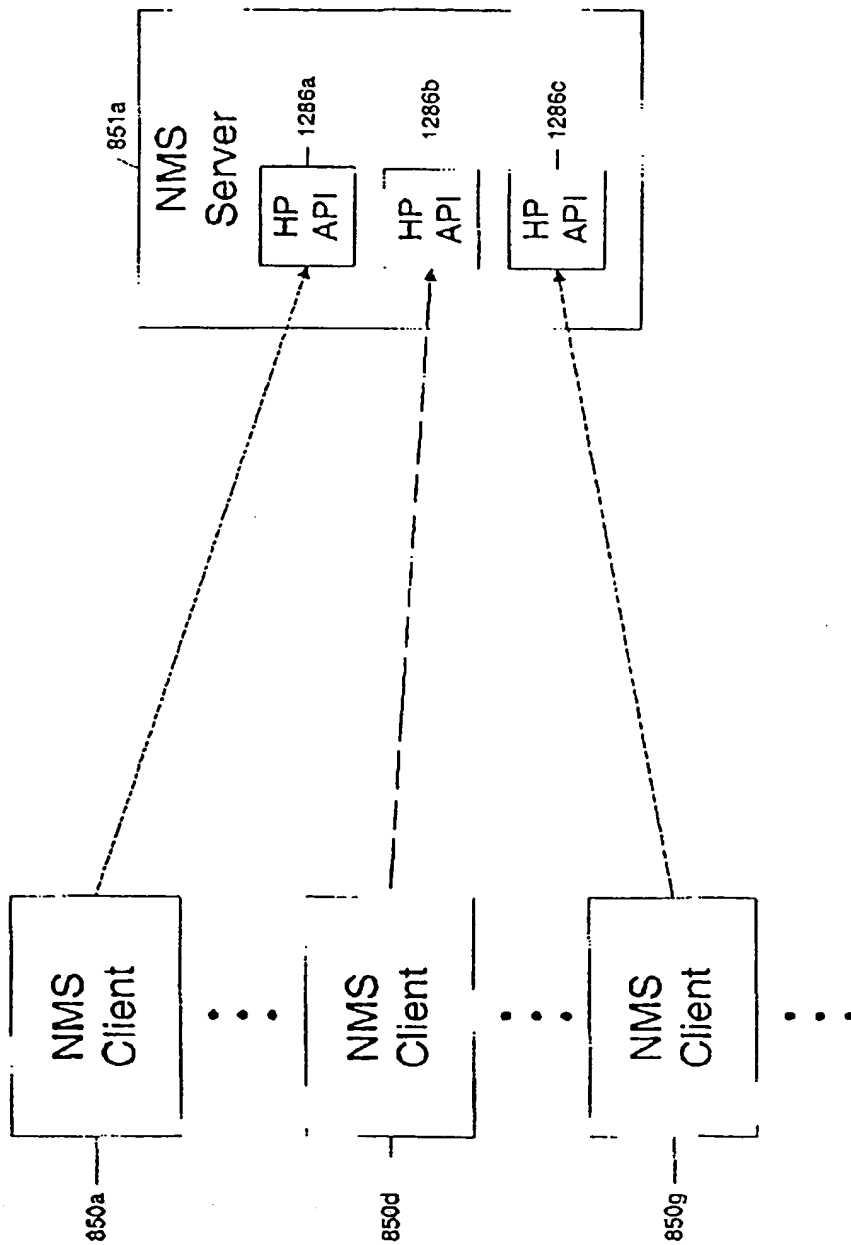 851a
NMS
Server
HP
API
1286a
HP
API
1286b
HP
API
1286c
NMS
Client
850a
NMS
Client
850d
NMS
Client
850g